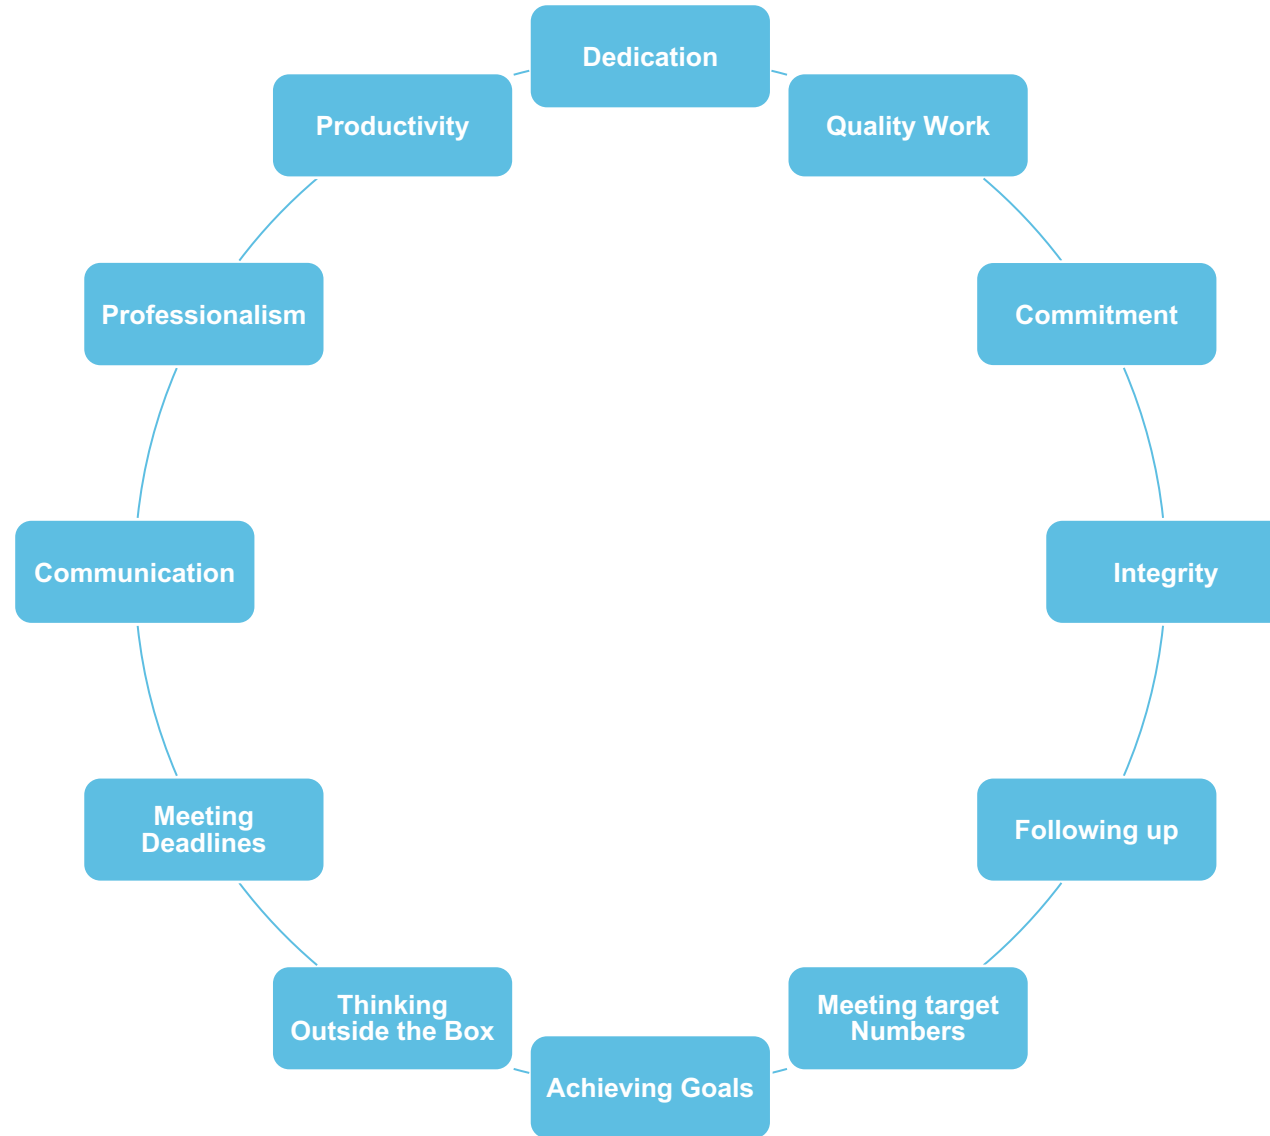 Dedication
Quality Work
Commitment
Integrity
Following up
Meeting target
Numbers
Achieving Goals
Thinking
Outside the Box
Meeting
Deadlines
Communication
Professionalism
Productivity